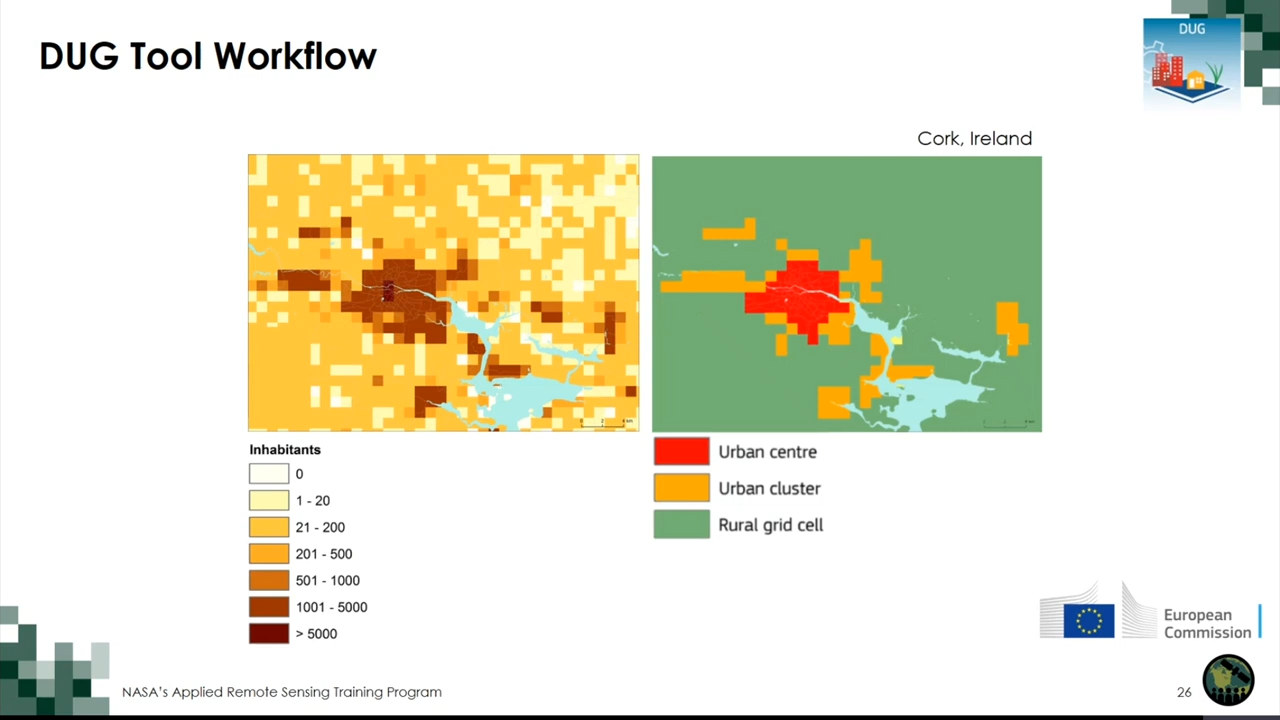 DUG Tool Workflow
DUG
Cork, Ireland
Inhabitants
0
1 - 20
21 - 200
201 - 500
501 - 1000
1001 - 5000
> 5000
Urban centre
Urban cluster
Rural grid cell
European
Commission
NASA's Applied Remote Sensing Training Program
26